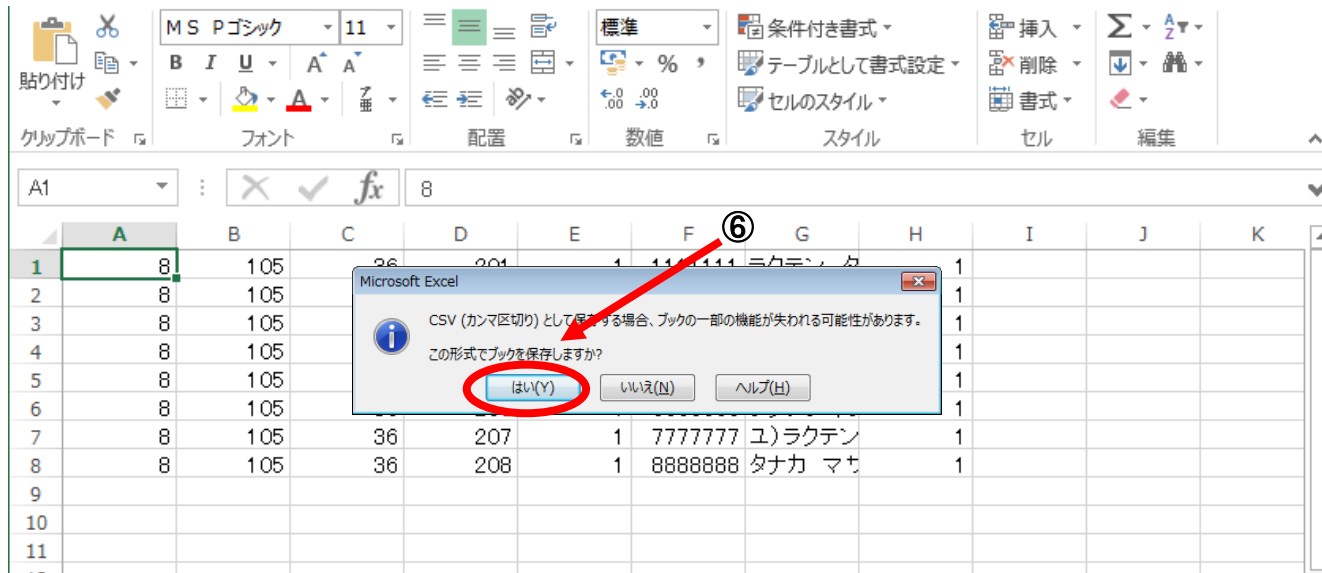 ＭＳ Ｐゴシック 11 標準 条件付き書式 挿入 Σ
貼り付け B I U A A % , テーブルとして書式設定 削除
A ア亜 .00 .00 セルのスタイル 書式
クリップボード フォント 配置 数値 スタイル セル 編集
A1 fx 8
⑥
A B C D E F G H I J K
1 8 105 1 1
2 8 105 1
3 8 105 1
4 8 105 1
5 8 105 1
6 8 105 1
Microsoft Excel
CSV (カンマ区切り) として保存する場合、ブックの一部の機能が失われる可能性があります。
この形式でブックを保存しますか?
はい(Y) いいえ(N) ヘルプ(H)
7 8 105 36 207 1 7777777 ユ）ラクテン 1
8 8 105 36 208 1 8888888 タナカ マサ 1
9
10
11